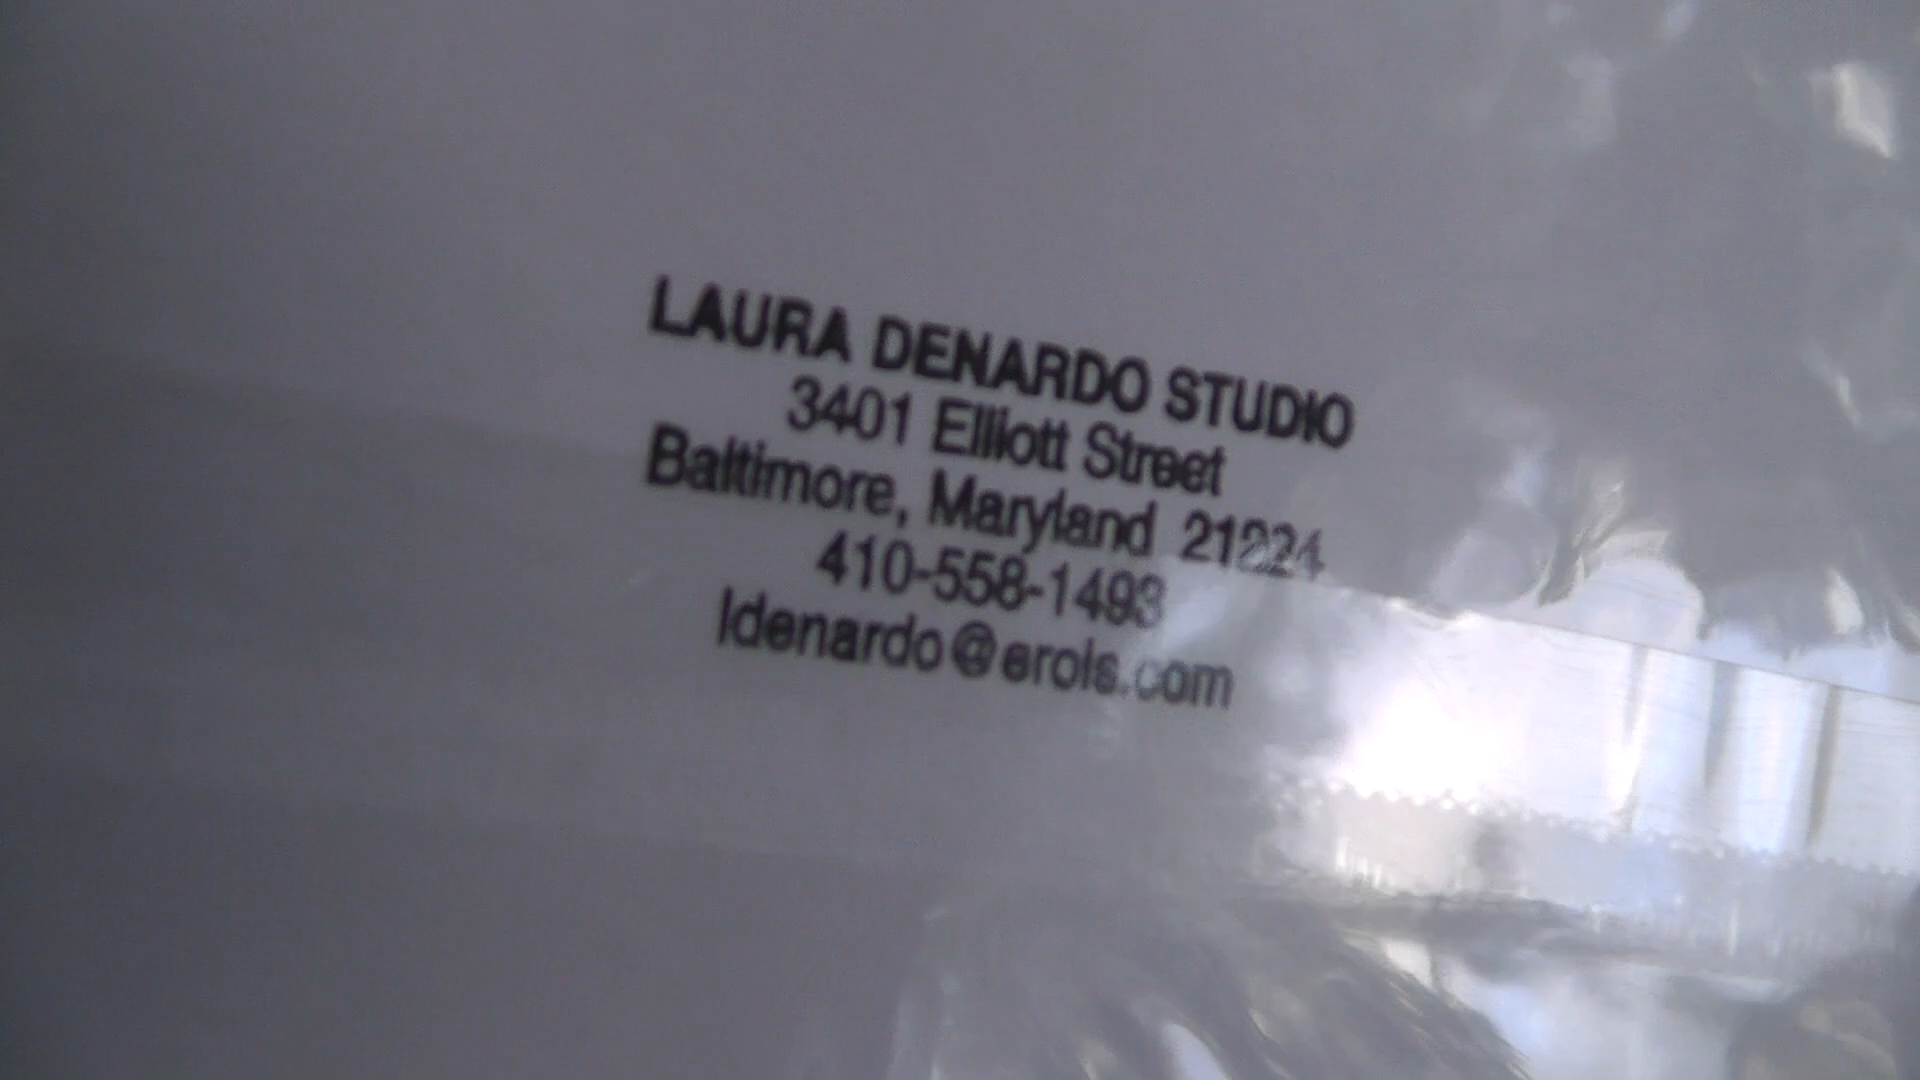 LAURA DENARDO STUDIO
3401 Elliott Street
Baltimore, Maryland 21224
410-558-1493
ldenardo@erols.com